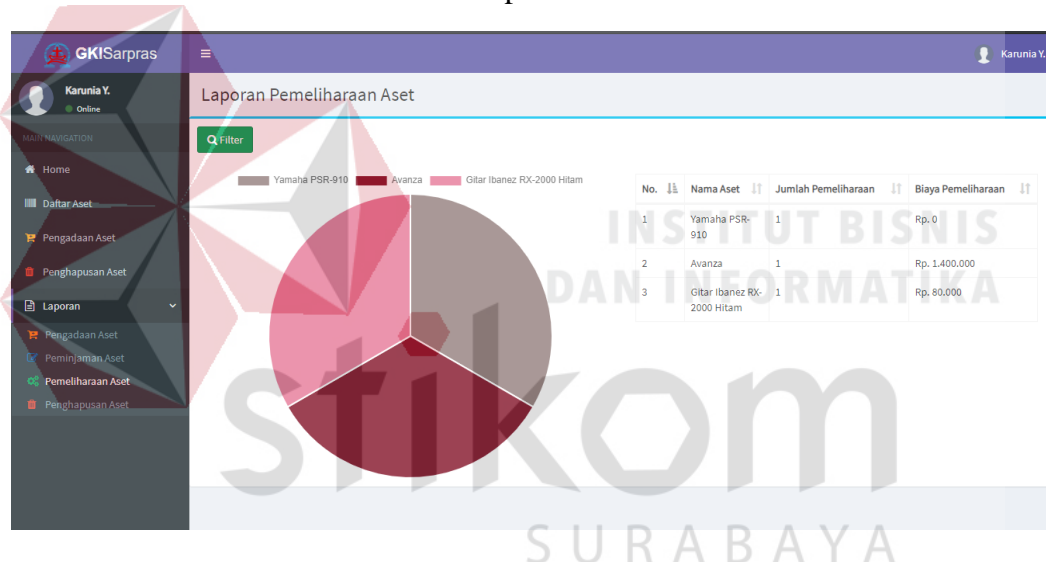 GKISarpras
Karunia Y.
Karunia Y.
Online
MAIN NAVIGATION
Home
Daftar Aset
Pengadaan Aset
Penghapusan Aset
Laporan
Pengadaan Aset
Peminjaman Aset
Pemeliharaan Aset
Penghapusan Aset
Laporan Pemeliharaan Aset
Filter
Yamaha PSR-910 Avanza Gitar Ibanez RX-2000 Hitam
No. Nama Aset Jumlah Pemeliharaan Biaya Pemeliharaan
1 Yamaha PSR- 1 Rp. 0
910
2 Avanza 1 Rp. 1.400.000
3 Gitar Ibanez RX- 1 Rp. 80.000
2000 Hitam
INSTITUT BISNIS
DAN INFORMATIKA
stikom
SURABAYA